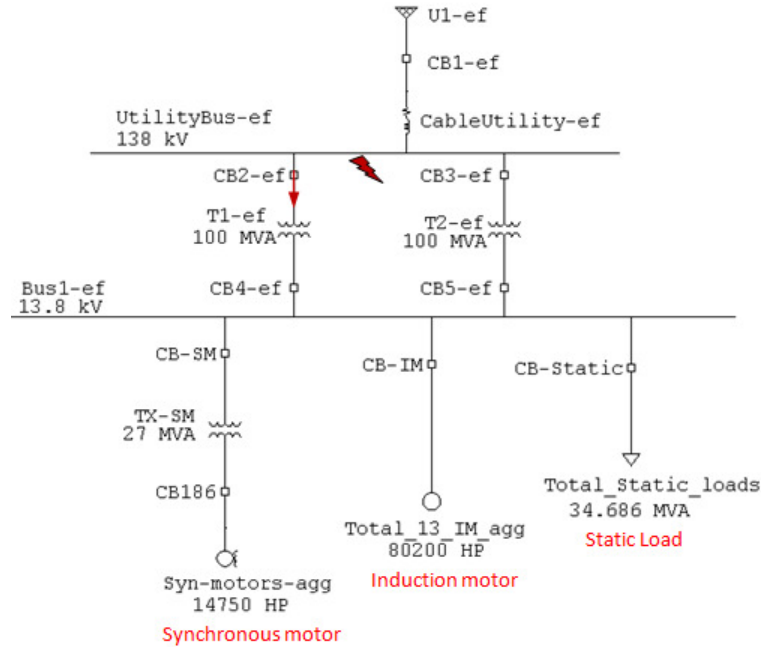 U1-ef
CB1-ef
UtilityBus-ef
138 kV
CableUtility-ef
CB2-ef
CB3-ef
T1-ef
100 MVA
T2-ef
100 MVA
Bus1-ef
13.8 kV
CB4-ef
CB5-ef
CB-SM
CB-IM
CB-Static
TX-SM
27 MVA
CB186
Total_Static_loads
34.686 MVA
Static Load
Total_13_IM_agg
80200 HP
Induction motor
Syn-motors-agg
14750 HP
Synchronous motor